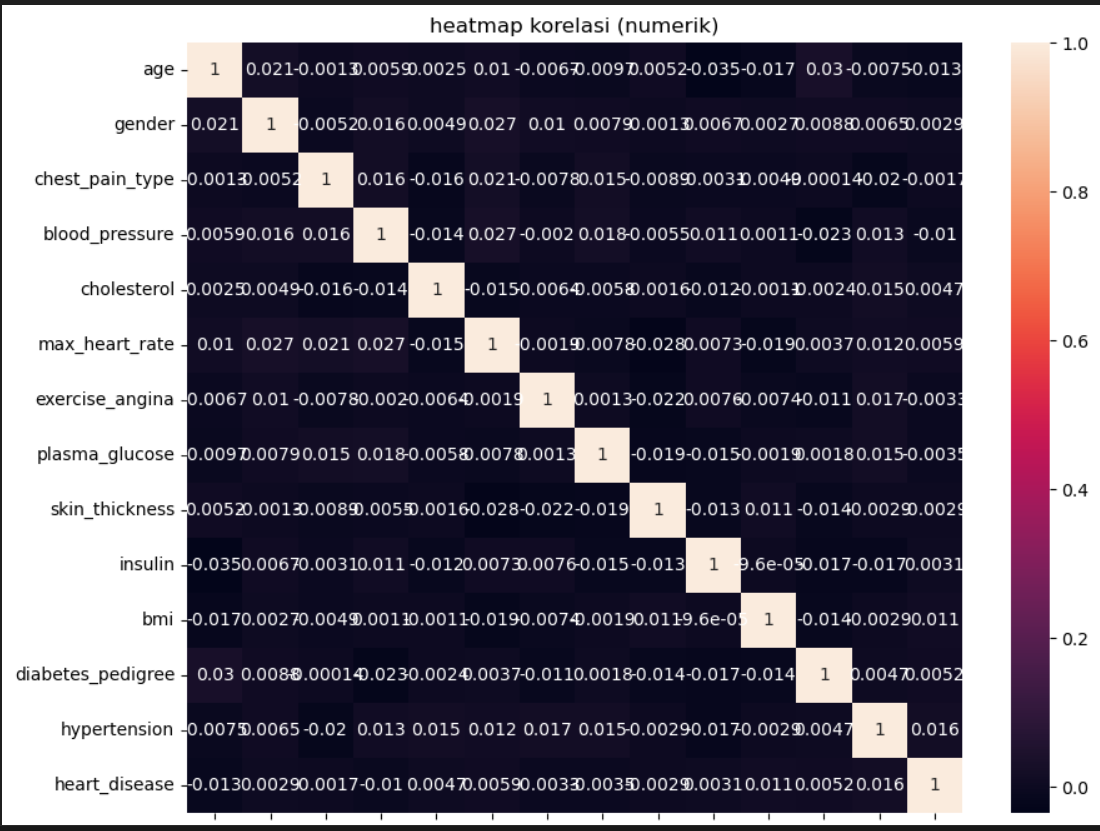 heatmap korelasi (numerik)
age 1 0.021 -0.0013 0.0059 0.0025 0.01 -0.0067 0.0097 0.0052 -0.035 -0.017 0.03 -0.0075 -0.013
gender 0.021 1 0.0052 0.016 0.0049 0.027 0.01 0.0079 0.0013 0.0067 0.0027 0.0088 0.0065 0.0029
chest_pain_type -0.0013 0.0052 1 0.016 -0.016 0.021 -0.0078 0.015 -0.0089 0.0031 0.0049 0.00014 -0.02 -0.0017
blood_pressure 0.0059 0.016 0.016 1 -0.014 0.027 -0.002 0.018 -0.0055 0.011 0.0011 -0.023 0.013 -0.01
cholesterol 0.0025 0.0049 -0.016 -0.014 1 -0.015 -0.0064 0.0058 0.0016 -0.012 -0.0011 0.0024 0.015 0.0047
max_heart_rate 0.01 0.027 0.021 0.027 -0.015 1 -0.0019 0.0078 -0.028 0.0073 -0.019 0.0037 0.012 0.0059
exercise_angina -0.0067 0.01 -0.0078 -0.002 -0.0064 0.0019 1 0.0013 -0.022 0.0076 -0.0074 -0.011 0.017 -0.0033
plasma_glucose -0.0097 0.0079 0.015 0.018 -0.0058 0.0078 0.0013 1 -0.019 -0.015 -0.0019 0.0018 0.015 -0.0035
skin_thickness 0.0052 0.0013 0.0089 0.0055 0.0016 -0.028 -0.022 -0.019 1 -0.013 0.011 -0.014 -0.0029 0.0029
insulin -0.035 0.0067 0.0031 0.011 -0.012 0.0073 0.0076 -0.015 -0.013 1 -9.6e-05 -0.017 -0.017 0.0031
bmi -0.017 0.0027 0.0049 0.0011 -0.0011 -0.019 -0.0074 0.0019 0.011 -9.6e-05 1 -0.014 -0.0029 0.011
diabetes_pedigree 0.03 0.0088 0.00014 -0.023 -0.0024 0.0037 -0.011 0.0018 -0.014 -0.017 -0.014 1 0.0047 0.0052
hypertension -0.0075 0.0065 -0.02 0.013 0.015 0.012 0.017 0.015 -0.0029 -0.017 -0.0029 0.0047 1 0.016
heart_disease -0.013 0.0029 0.0017 -0.01 0.0047 0.0059 0.0033 0.0035 0.0029 0.0031 0.011 0.0052 0.016 1
1.0
0.8
0.6
0.4
0.2
0.0